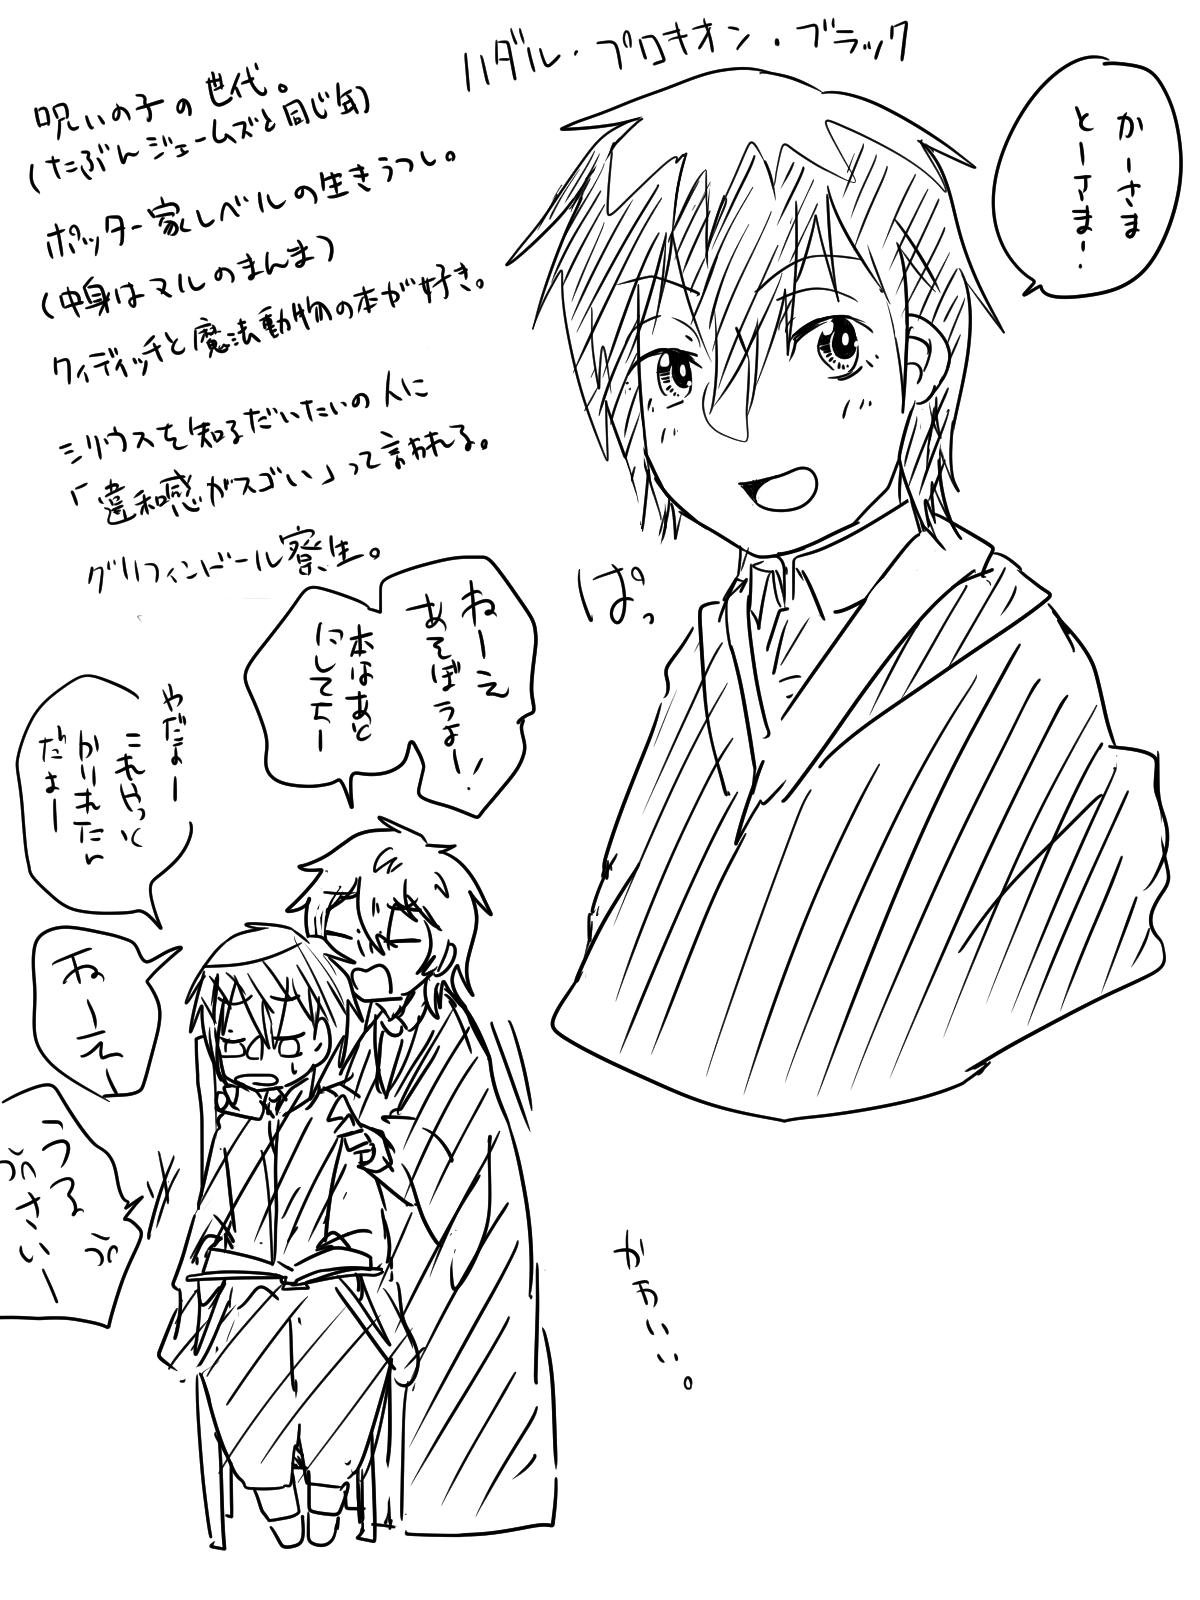 ハダル・プロキオン・ブラック
呪いの子の世代。
(たぶんジェームズと同じ年)
ポッター家レベルの生きうつし。
(中身はマルのまんま)
クィディッチと魔法動物の本が好き。
シリウスを知るだいたいの人に
「違和感がスゴい」って言われる。
グリフィンドール寮生。
かーさま
とーさまー
ぱっ
ねーえ
あそぼうよー!
本はあと
にしてよー
やだよー
これやっと
かりれたん
だよー
ねーえー
うるさいー
かわいい。